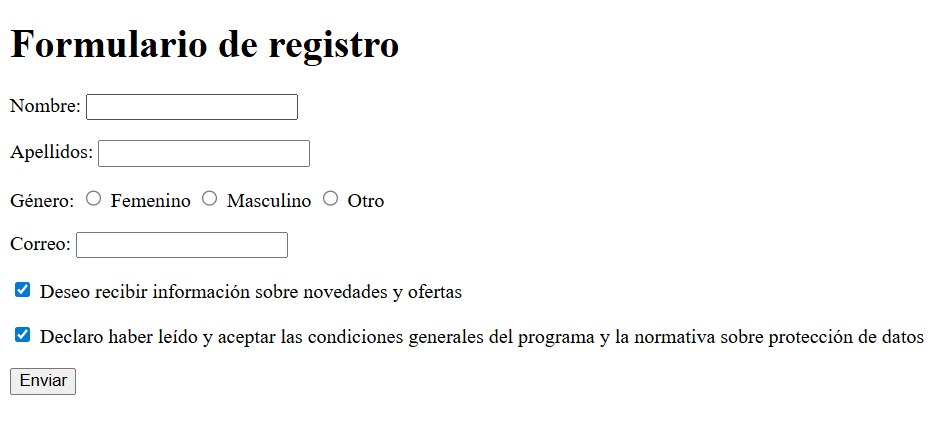 Formulario de registro
Nombre:
Apellidos:
Género: Femenino Masculino Otro
Correo:
Deseo recibir información sobre novedades y ofertas
Declaro haber leído y aceptar las condiciones generales del programa y la normativa sobre protección de datos
Enviar